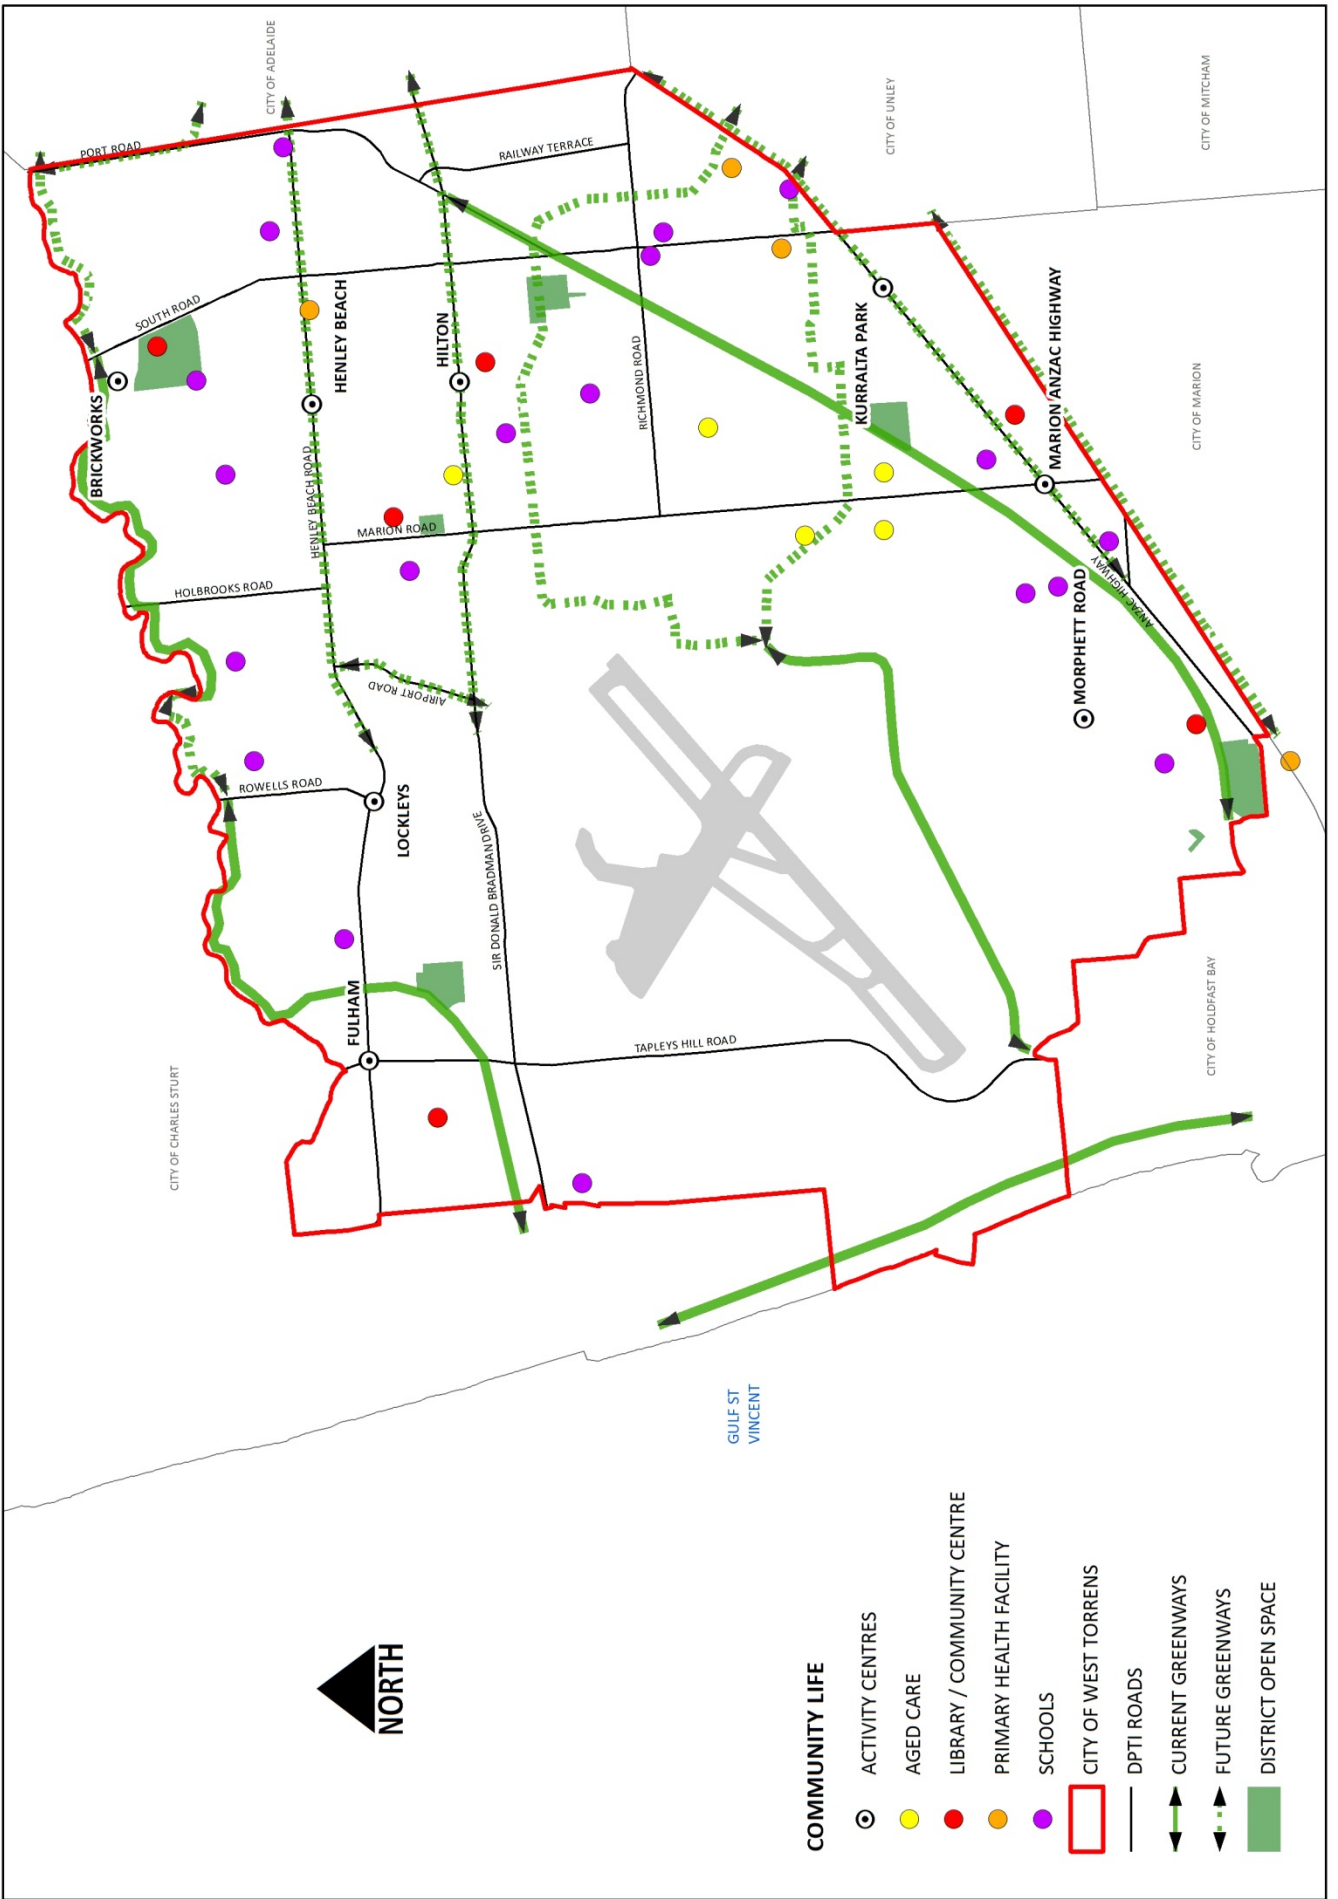 CITY OF CHARLES STURT
CITY OF ADELAIDE
PORT ROAD
BRICKWORKS
SOUTH ROAD
HOLBROOKS ROAD
ROWELLS ROAD
HENLEY BEACH
HENLEY BEACH ROAD
FULHAM
LOCKLEYS
AIRPORT ROAD
MARION ROAD
HILTON
SIR DONALD BRADMAN DRIVE
RAILWAY TERRACE
RICHMOND ROAD
TAPLEYS HILL ROAD
GULF ST
VINCENT
KURRALTA PARK
CITY OF UNLEY
MARION ANZAC HIGHWAY
MORPHETT ROAD
ANZAC HIGHWAY
CITY OF MITCHAM
CITY OF MARION
CITY OF HOLDFAST BAY
NORTH
COMMUNITY LIFE
ACTIVITY CENTRES
AGED CARE
LIBRARY / COMMUNITY CENTRE
PRIMARY HEALTH FACILITY
SCHOOLS
CITY OF WEST TORRENS
DPTI ROADS
CURRENT GREENWAYS
FUTURE GREENWAYS
DISTRICT OPEN SPACE